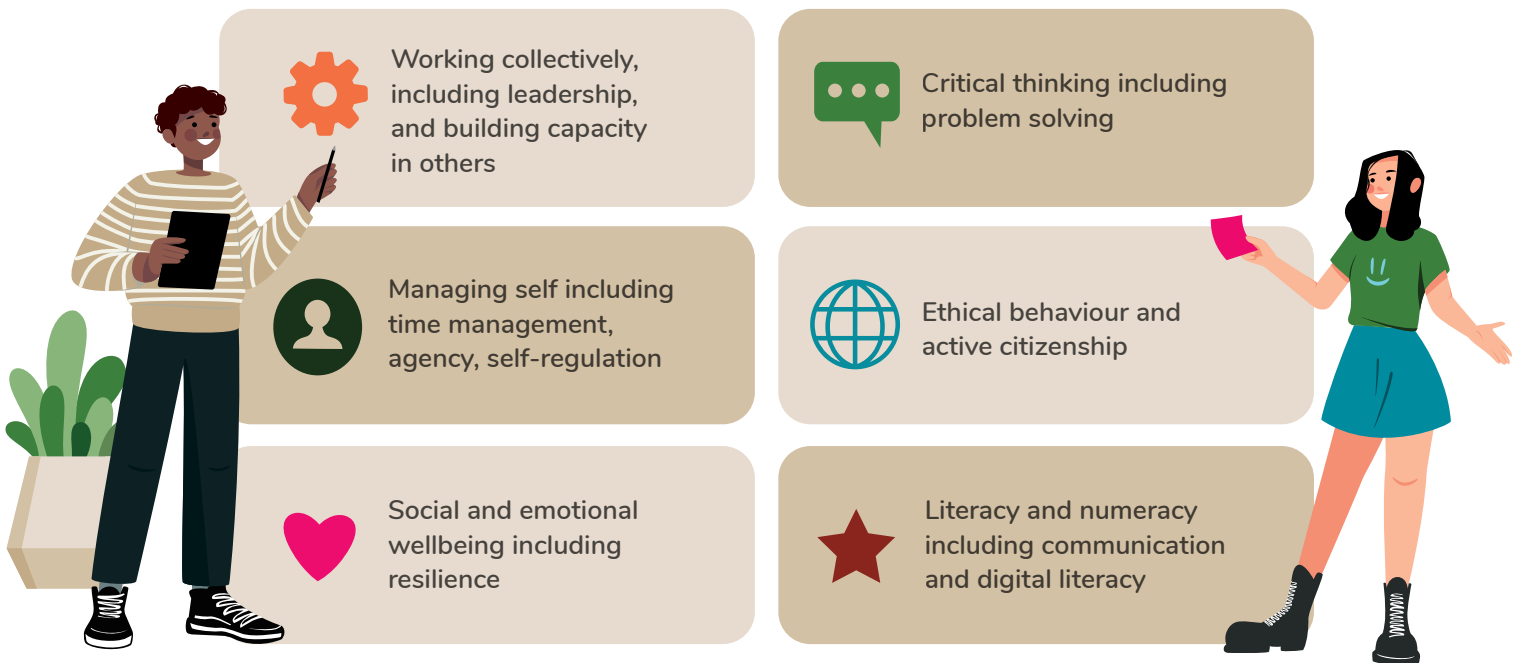 Working collectively,
including leadership,
and building capacity
in others
Critical thinking including
problem solving
Managing self including
time management,
agency, self-regulation
Ethical behaviour and
active citizenship
Social and emotional
wellbeing including
resilience
Literacy and numeracy
including communication
and digital literacy